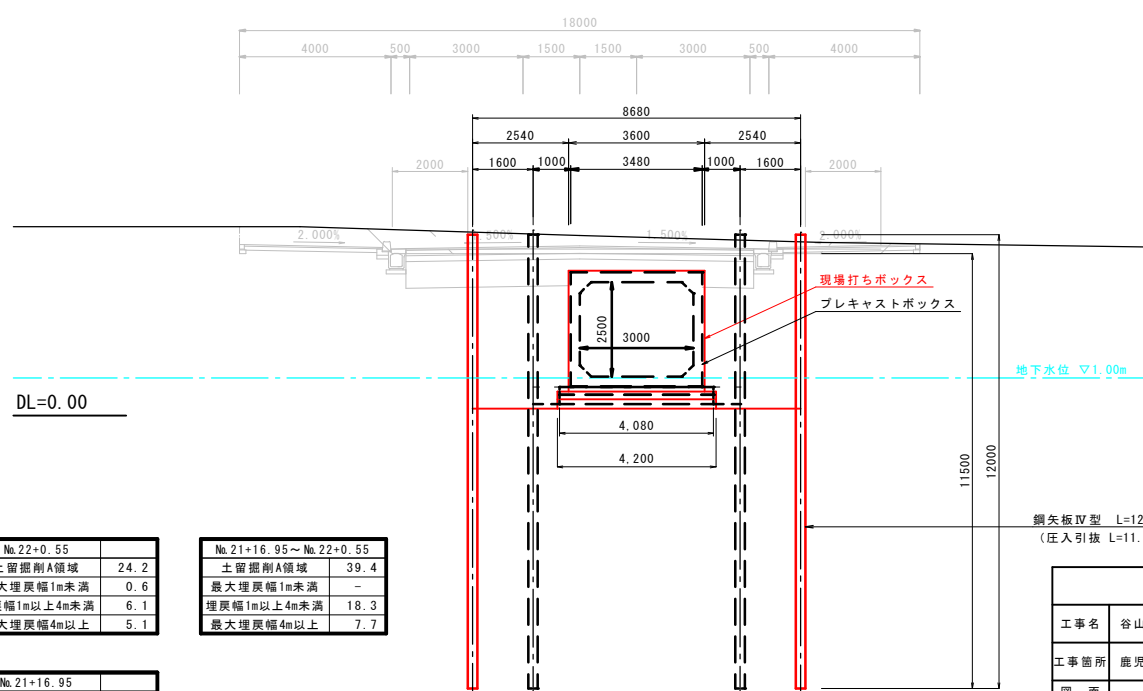 18000
4000 500 3000 1500 1500 3000 500 4000
8680
2540 3600 2540
2000 1600 1000 3480 1000 1600 2000
2.000% 1.500% 2.000%
現場打ちボックス
プレキャストボックス
2500
3000
地下水位 ▽1.00m
DL=0.00
4,080
4,200
11500
12000
鋼矢板Ⅳ型 L=12
(圧入引抜 L=11.
№22+0.55
土留掘削A領域 24.2
大埋戻幅1m未満 0.6
幅1m以上4m未満 6.1
大埋戻幅4m以上 5.1
№21+16.95～№22+0.55
土留掘削A領域 39.4
最大埋戻幅1m未満 －
埋戻幅1m以上4m未満 18.3
最大埋戻幅4m以上 7.7
№21+16.95
工事名 谷山
工事箇所 鹿児
図 面